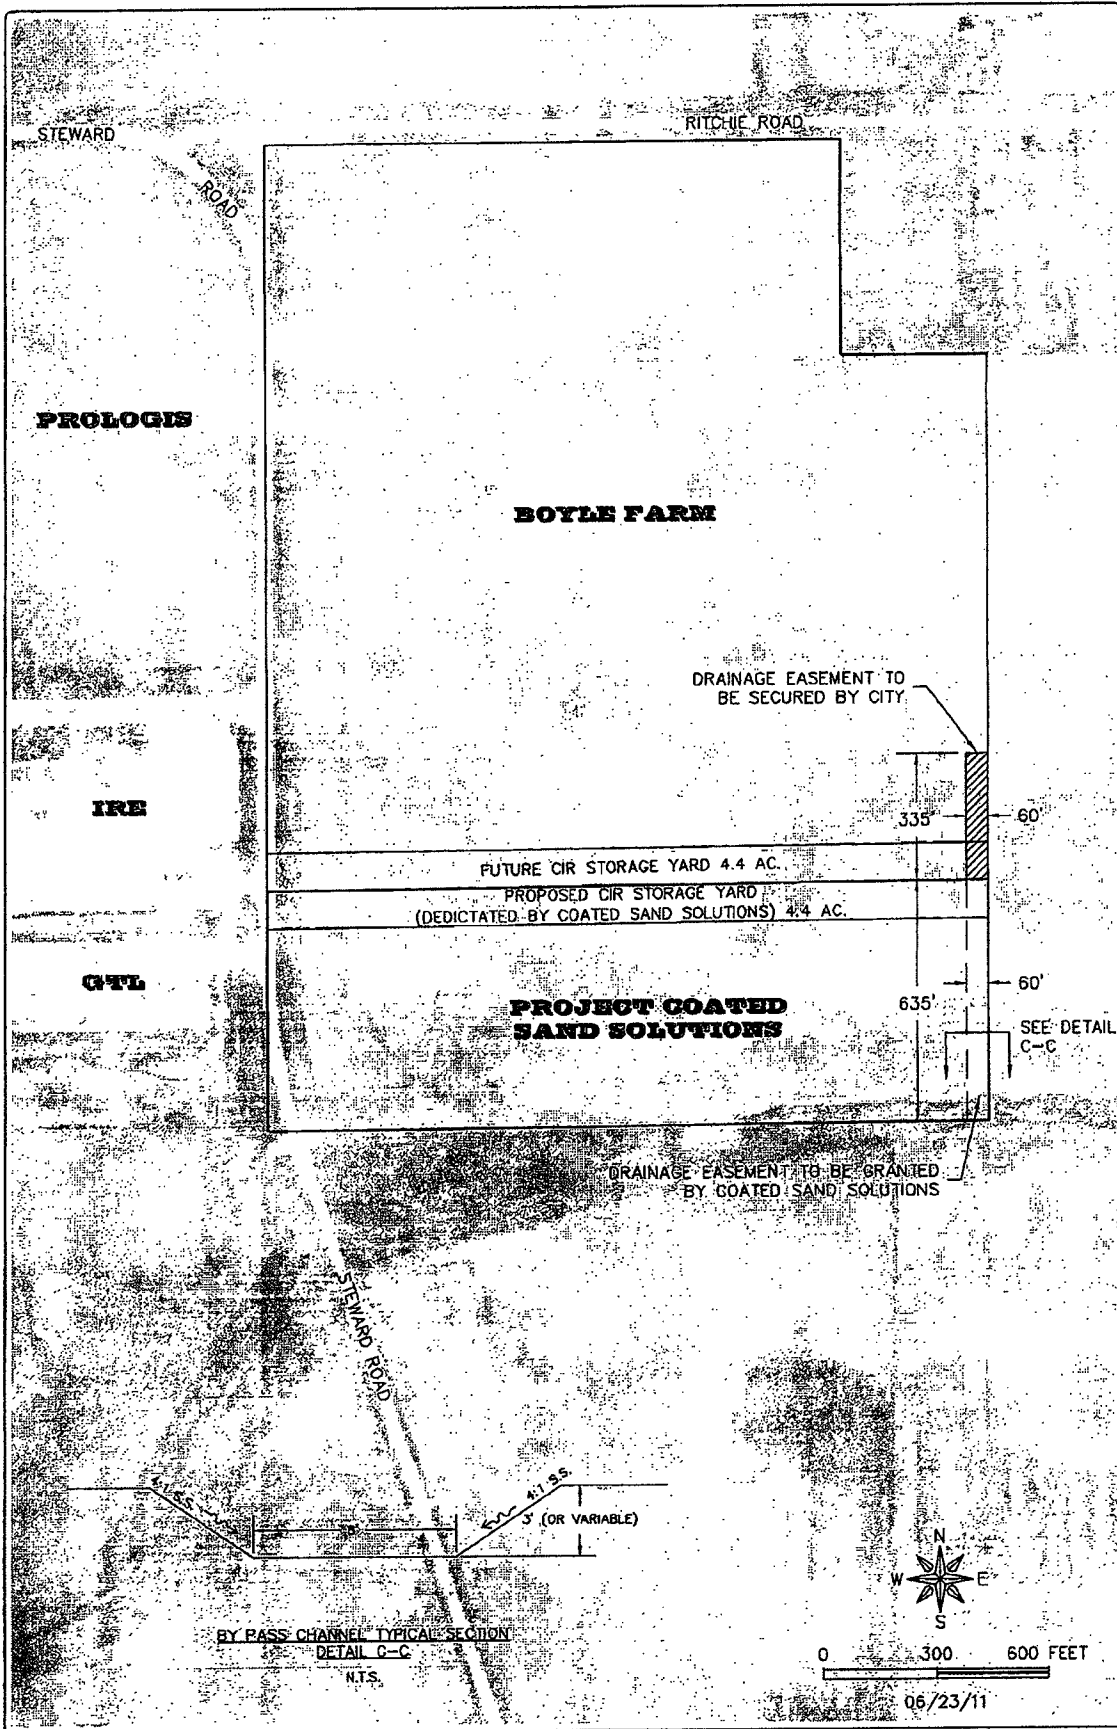 STEWARD
ROAD
RITCHIE ROAD
PROLOGIS
BOYLE FARM
DRAINAGE EASEMENT TO
BE SECURED BY CITY
IRE
335'
60'
FUTURE CIR STORAGE YARD 4.4 AC.
PROPOSED CIR STORAGE YARD
(DEDICTATED BY COATED SAND SOLUTIONS) 4.4 AC.
GTL
PROJECT COATED
SAND SOLUTIONS
635'
60'
SEE DETAIL
C-C
DRAINAGE EASEMENT TO BE GRANTED
BY COATED SAND SOLUTIONS
STEWARD ROAD
4:1 S.S.
4:1 S.S.
3' (OR VARIABLE)
BY PASS CHANNEL TYPICAL SECTION
DETAIL C-C
N.T.S.
N
W
E
S
0 300 600 FEET
06/23/11